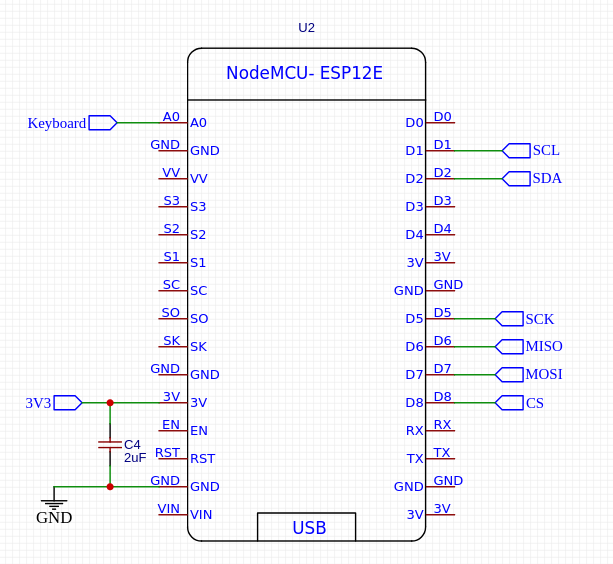 U2
NodeMCU- ESP12E
Keyboard A0 A0 D0 D0
GND GND D1 D1 SCL
VV VV D2 D2 SDA
S3 S3 D3 D3
S2 S2 D4 D4
S1 S1 3V 3V
SC SC GND GND
SO SO D5 D5 SCK
SK SK D6 D6 MISO
GND GND D7 D7 MOSI
3V3 3V 3V D8 D8 CS
EN EN RX RX
C4
2uF
RST RST TX TX
GND GND GND GND
GND
VIN VIN 3V 3V
USB